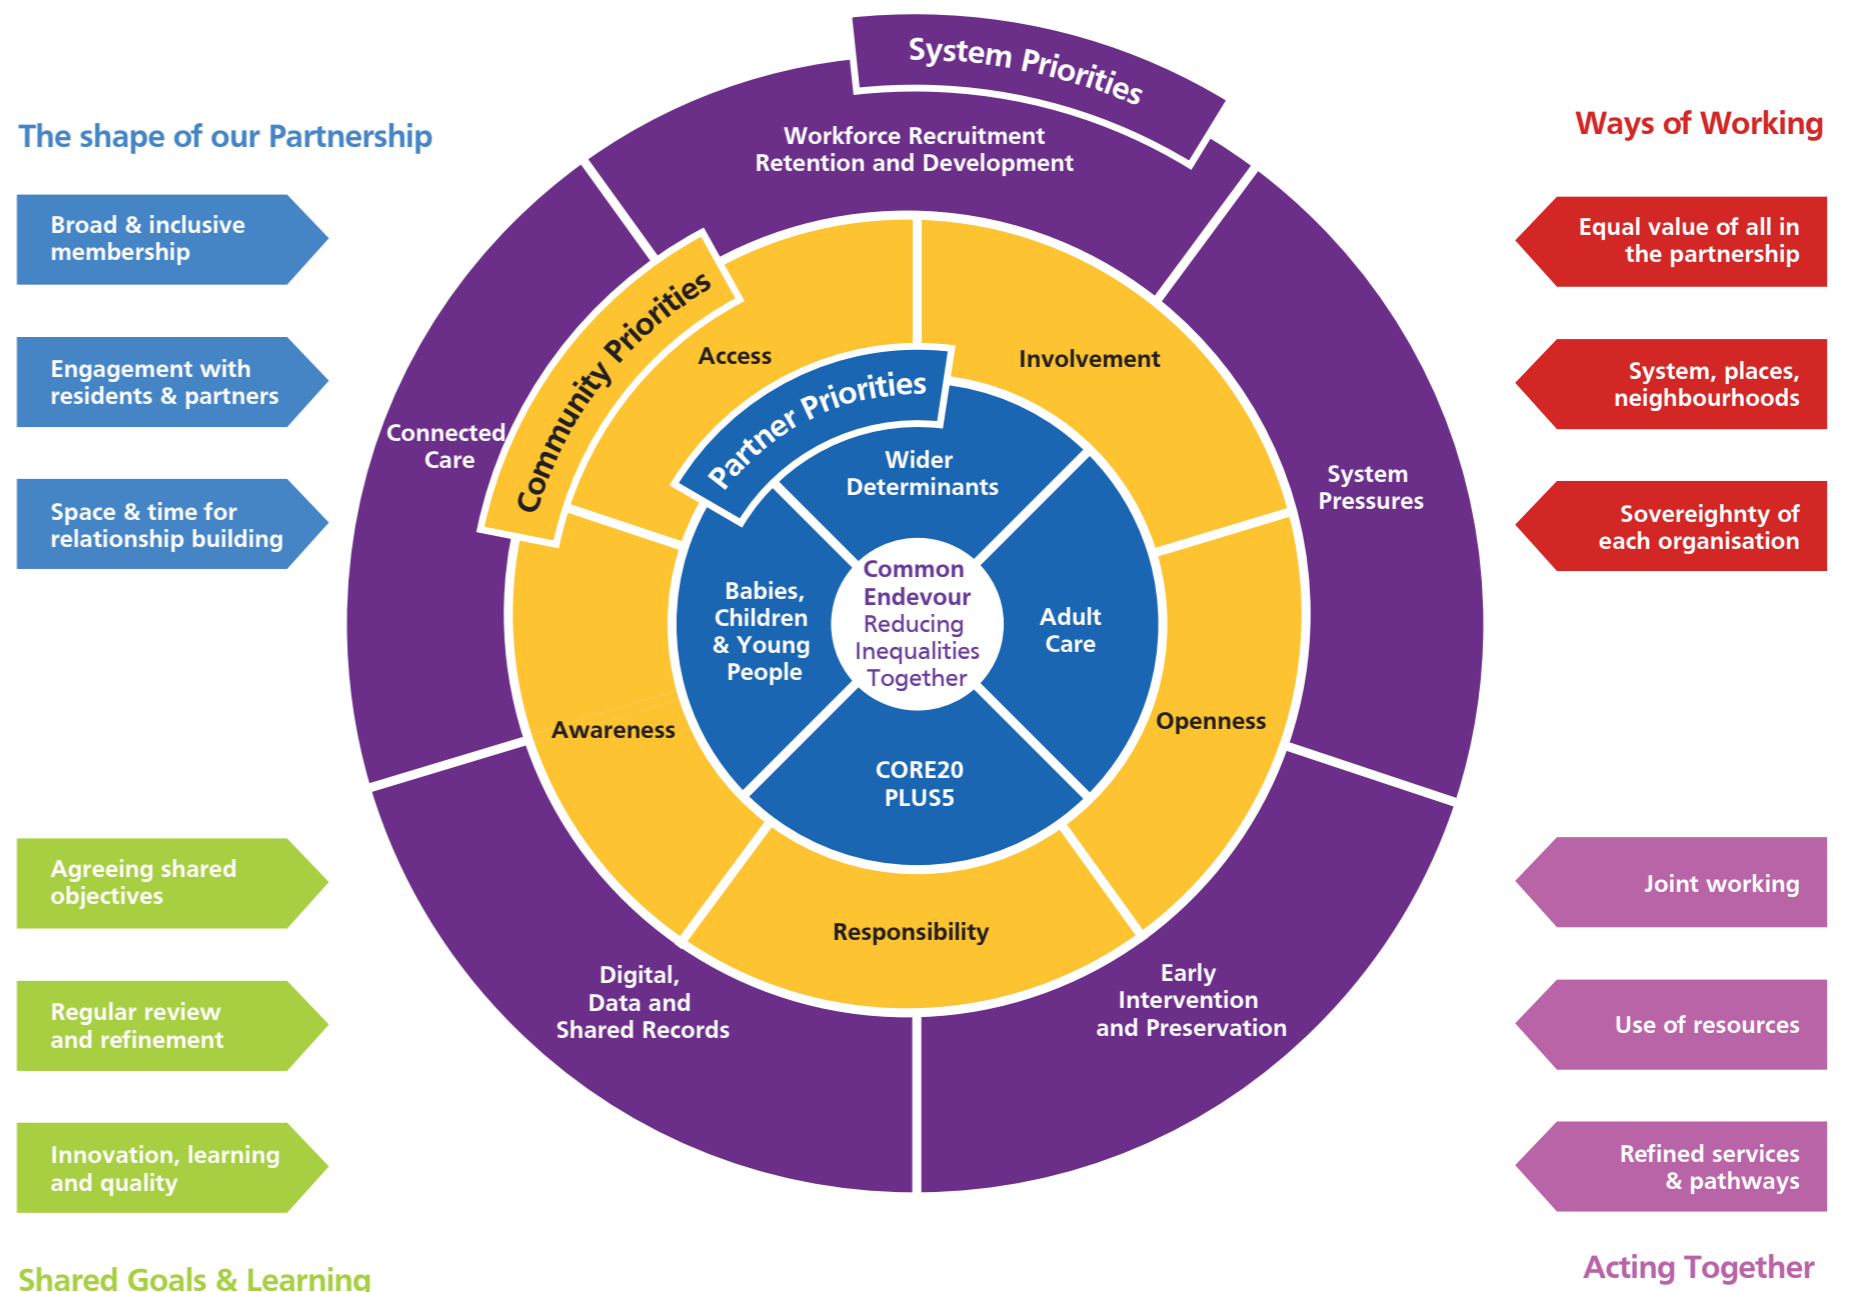 System Priorities
The shape of our Partnership
Broad & inclusive
membership
Engagement with
residents & partners
Space & time for
relationship building
Workforce Recruitment
Retention and Development
Connected
Care
System
Pressures
Digital,
Data and
Shared Records
Early
Intervention
and Preservation
Community Priorities
Access
Involvement
Awareness
Openness
Responsibility
Partner Priorities
Wider
Determinants
Babies,
Children
& Young
People
Adult
Care
CORE20
PLUS5
Common
Endevour
Reducing
Inequalities
Together
Ways of Working
Equal value of all in
the partnership
System, places,
neighbourhoods
Sovereighnty of
each organisation
Agreeing shared
objectives
Regular review
and refinement
Innovation, learning
and quality
Shared Goals & Learning
Joint working
Use of resources
Refined services
& pathways
Acting Together